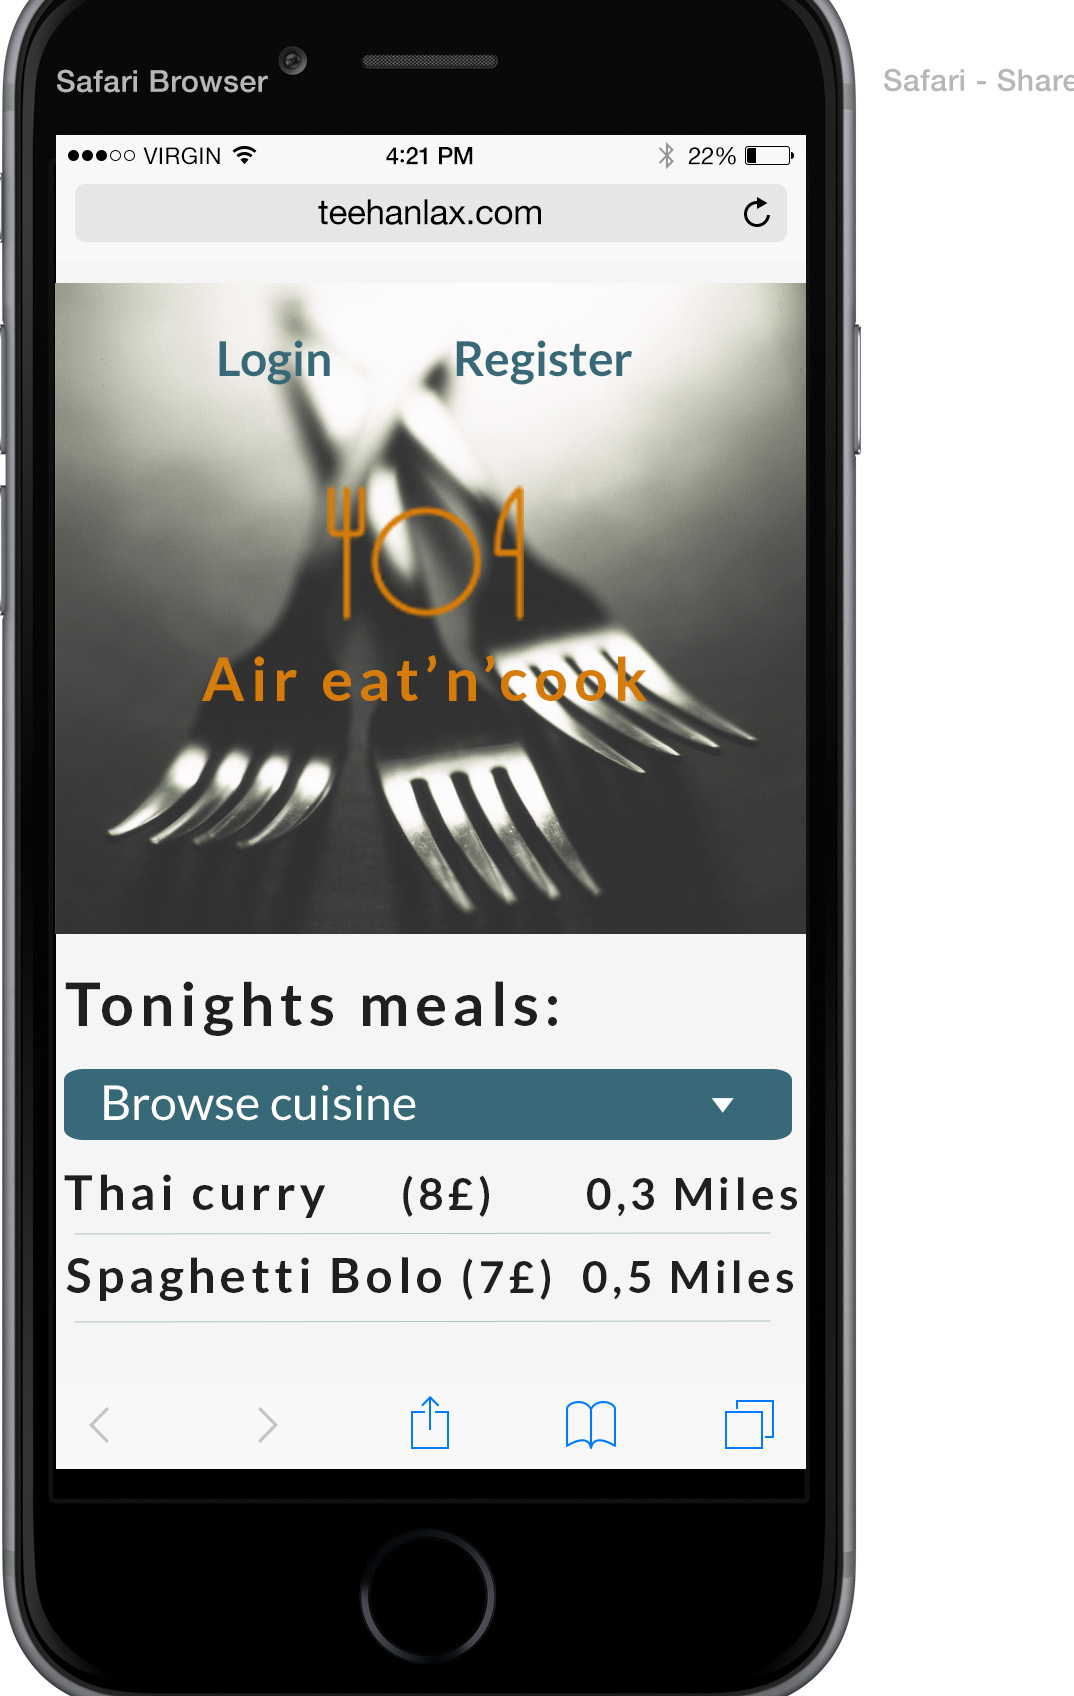 Safari Browser
Safari - Share
VIRGIN 4:21 PM 22%
teehanlax.com
Login Register
Air eat’n’cook
Tonights meals:
Browse cuisine
Thai curry (8£) 0,3 Miles
Spaghetti Bolo (7£) 0,5 Miles